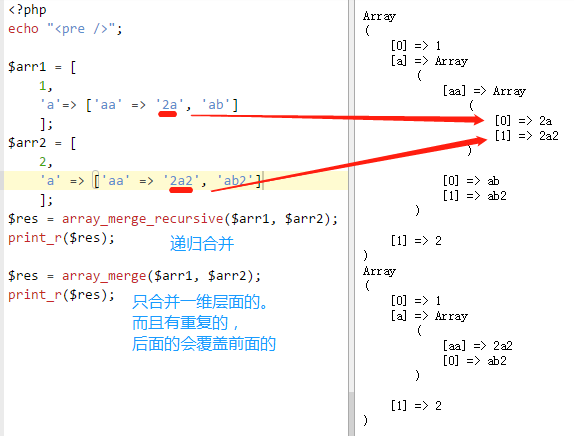 <?php
echo "<pre />";
$arr1 = [
1,
'a'=> ['aa' => '2a', 'ab']
];
$arr2 = [
2,
'a' => ['aa' => '2a2', 'ab2']
];
$res = array_merge_recursive($arr1, $arr2);
print_r($res);
递归合并
$res = array_merge($arr1, $arr2);
print_r($res);
只合并一维层面的。
而且有重复的，
后面的会覆盖前面的
Array
(
[0] => 1
[a] => Array
(
[aa] => Array
(
[0] => 2a
[1] => 2a2
)
[0] => ab
[1] => ab2
)
[1] => 2
)
Array
(
[0] => 1
[a] => Array
(
[aa] => 2a2
[0] => ab2
)
[1] => 2
)